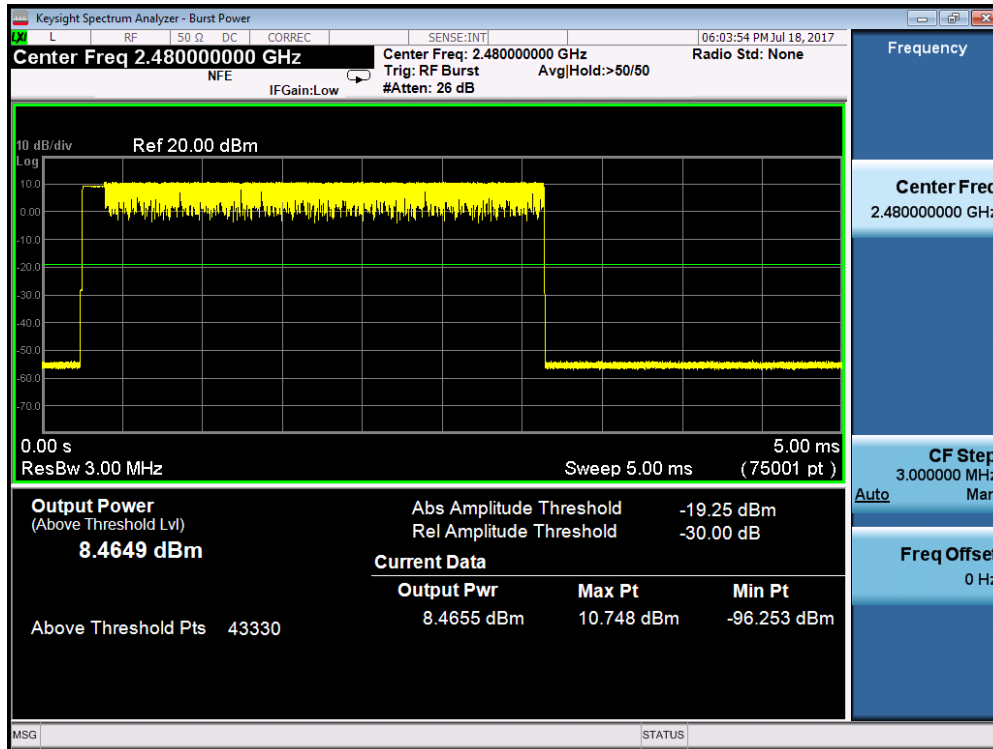 Keysight Spectrum Analyzer - Burst Power
LXI L RF 50 Ω DC CORREC SENSE:INT 06:03:54 PM Jul 18, 2017
Center Freq 2.480000000 GHz
NFE
IFGain:Low
Center Freq: 2.480000000 GHz
Trig: RF Burst Avg|Hold:>50/50
#Atten: 26 dB
Radio Std: None
10 dB/div Ref 20.00 dBm
Log
10.0
0.00
-10.0
-20.0
-30.0
-40.0
-50.0
-60.0
-70.0
0.00 s 5.00 ms
ResBw 3.00 MHz Sweep 5.00 ms (75001 pt )
Output Power
(Above Threshold Lvl)
8.4649 dBm
Above Threshold Pts 43330
Abs Amplitude Threshold -19.25 dBm
Rel Amplitude Threshold -30.00 dB
Current Data
Output Pwr Max Pt Min Pt
8.4655 dBm 10.748 dBm -96.253 dBm
Frequency
Center Freq
2.480000000 GHz
CF Step
3.000000 MHz
Auto Man
Freq Offset
0 Hz
MSG STATUS